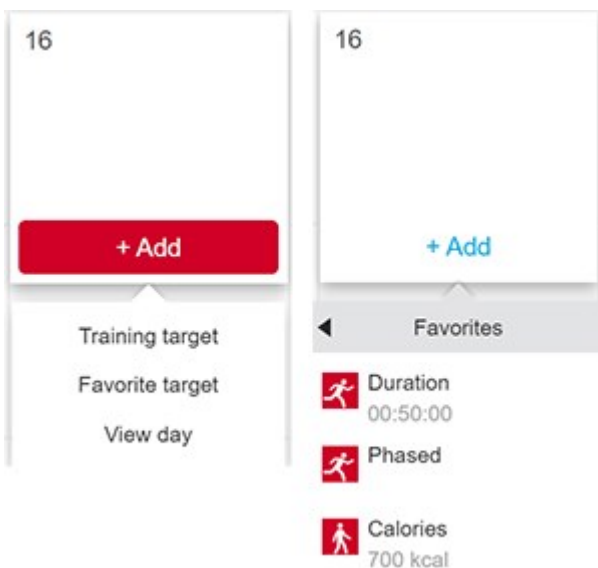 16
+ Add
Training target
Favorite target
View day
16
+ Add
Favorites
Duration
00:50:00
Phased
Calories
700 kcal